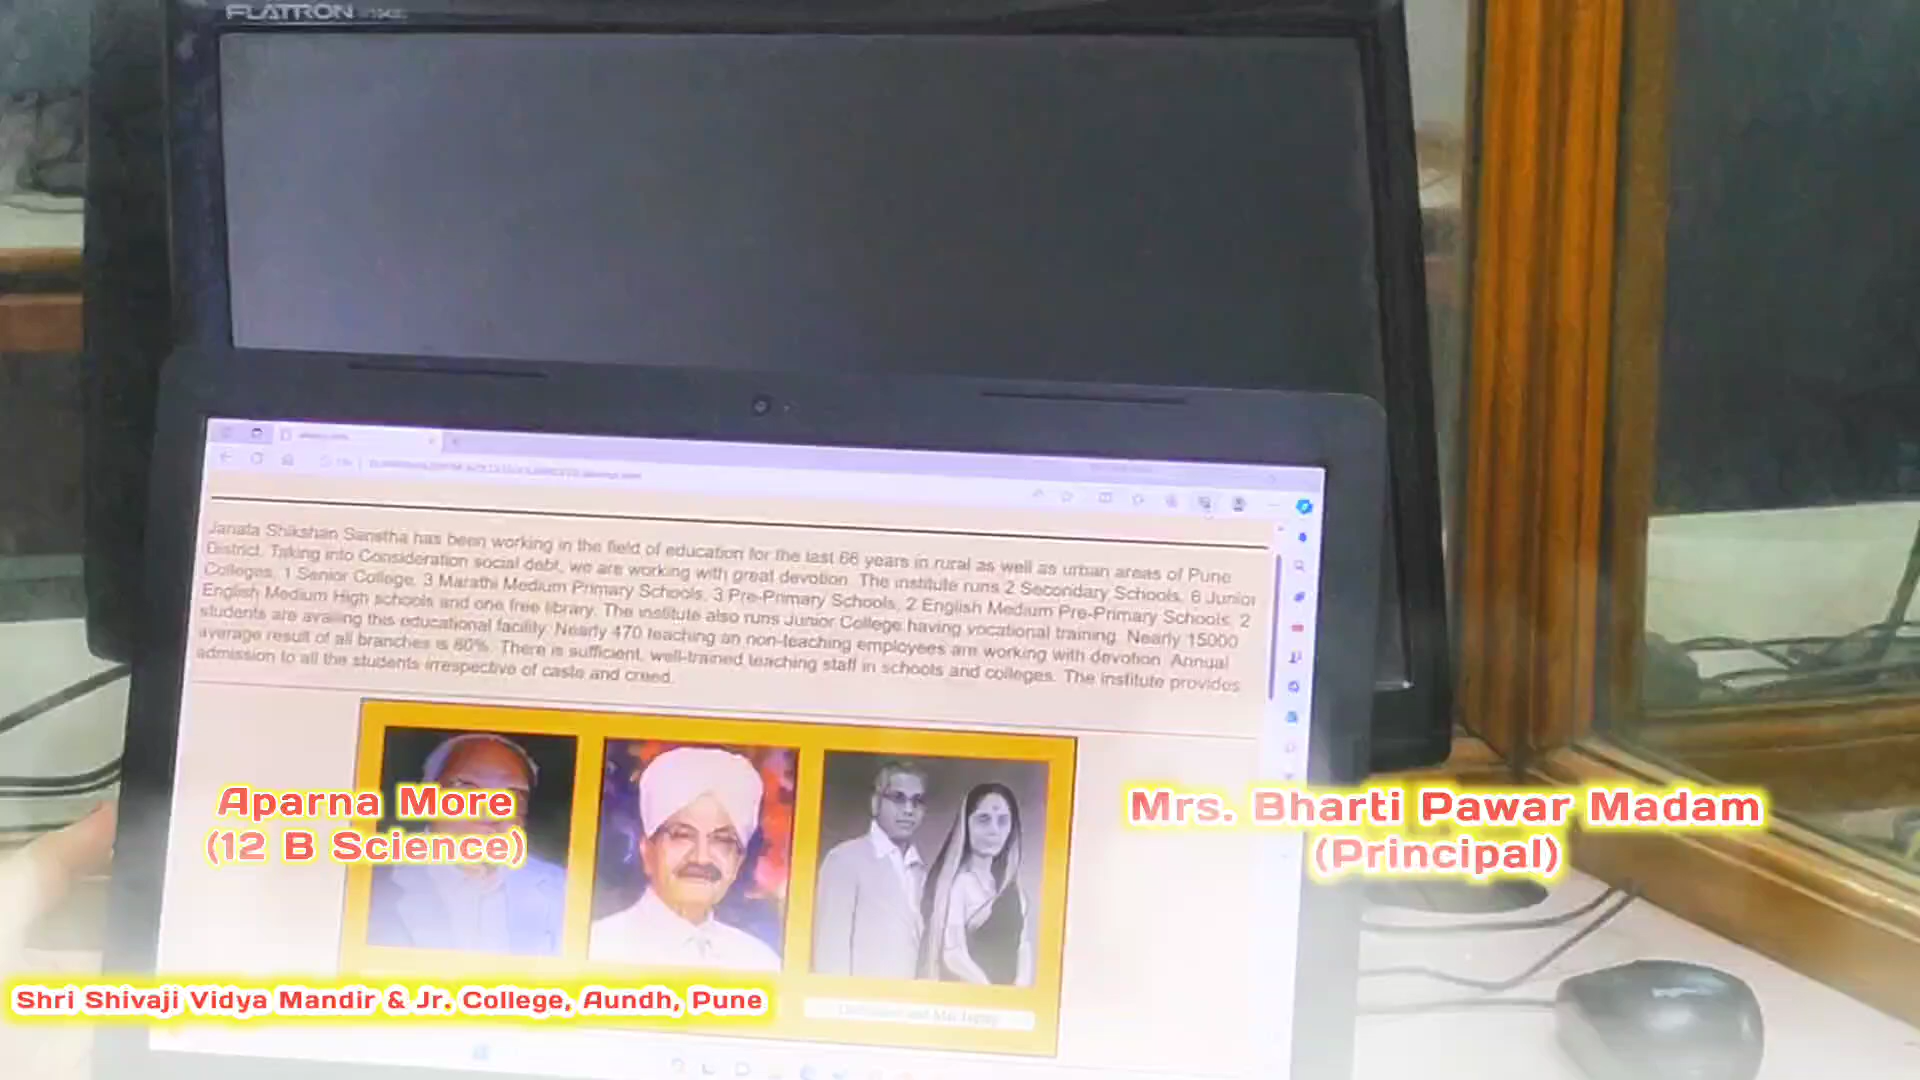 FLATRON
Janata Shikshan Sanstha has been working in the field of education for the last 66 years in rural as well as urban areas of Pune
District. Taking into Consideration social debt, we are working with great devotion. The institute runs 2 Secondary Schools, 6 Junior
Colleges, 1 Senior College, 3 Marathi Medium Primary Schools, 3 Pre-Primary Schools, 2 English Medium Pre-Primary Schools, 2
English Medium High schools and one free library. The institute also runs Junior College having vocational training. Nearly 15000
students are availing this educational facility. Nearly 470 teaching an non-teaching employees are working with devotion. Annual
average result of all branches is 80%. There is sufficient, well-trained teaching staff in schools and colleges. The institute provides
admission to all the students irrespective of caste and creed.
Aparna More
(12 B Science)
Mrs. Bharti Pawar Madam
(Principal)
Shri Shivaji Vidya Mandir & Jr. College, Aundh, Pune